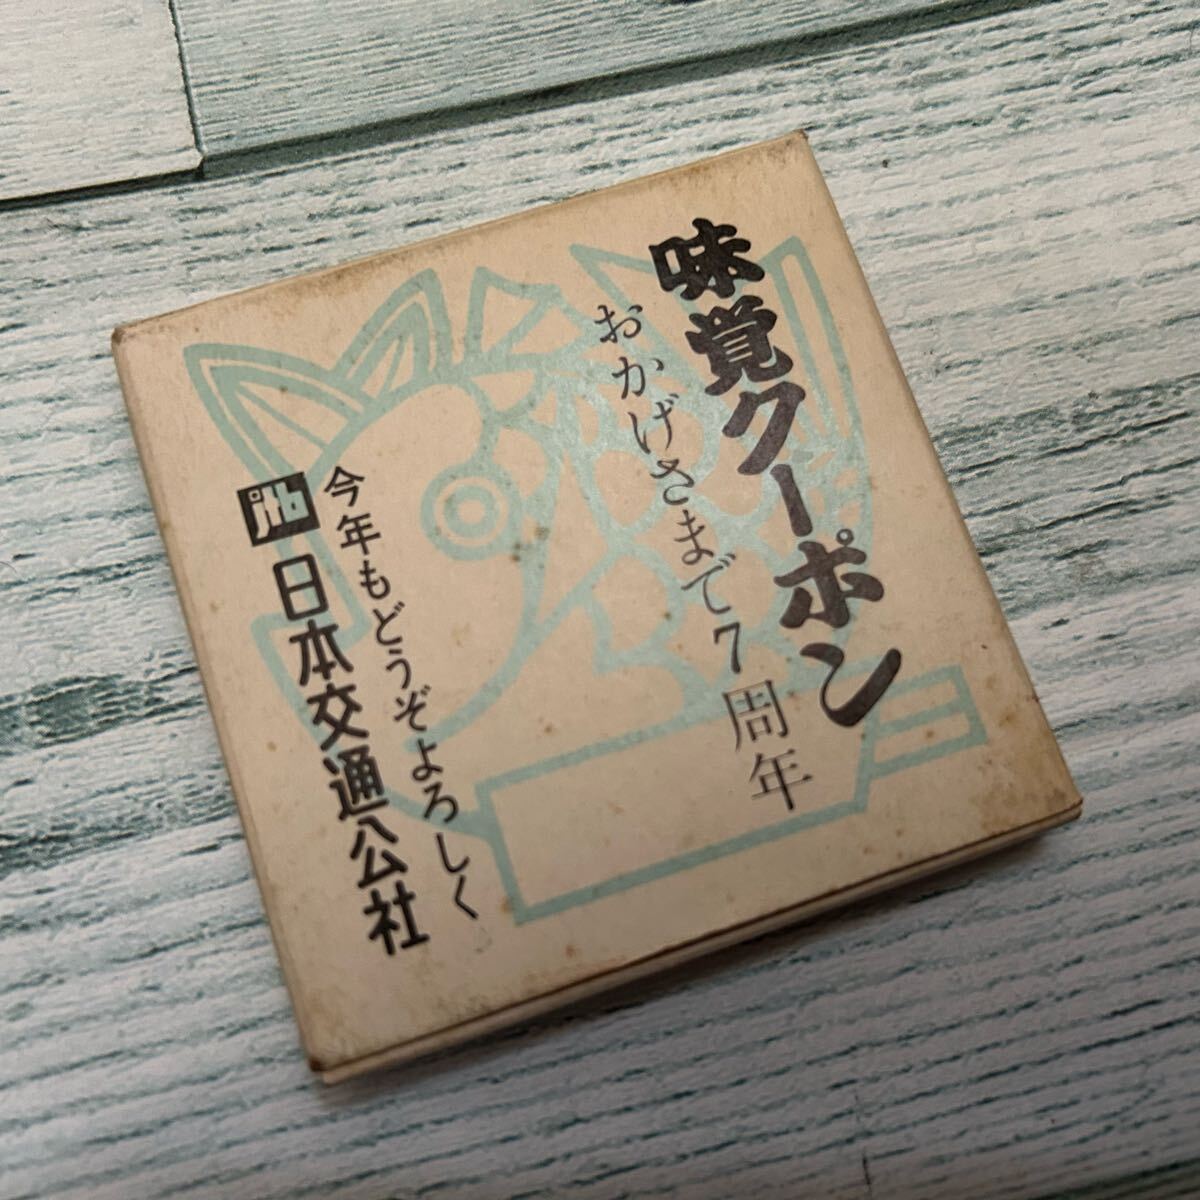 味覚クーポン
おかげさまで7周年
今年もどうぞよろしく
jtb 日本交通公社